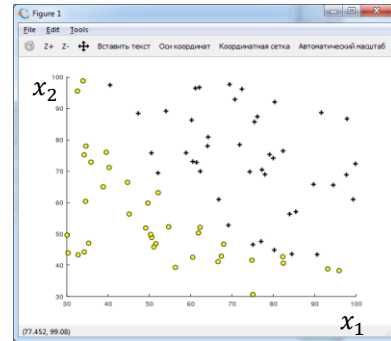 Figure 1
File Edit Tools
Z+ Z- Вставить текст Оси координат Координатная сетка Автоматический масштаб
x₂
100
90
80
70
60
50
40
30
30 40 50 60 70 80 90 100
x₁
(77.452, 99.08)